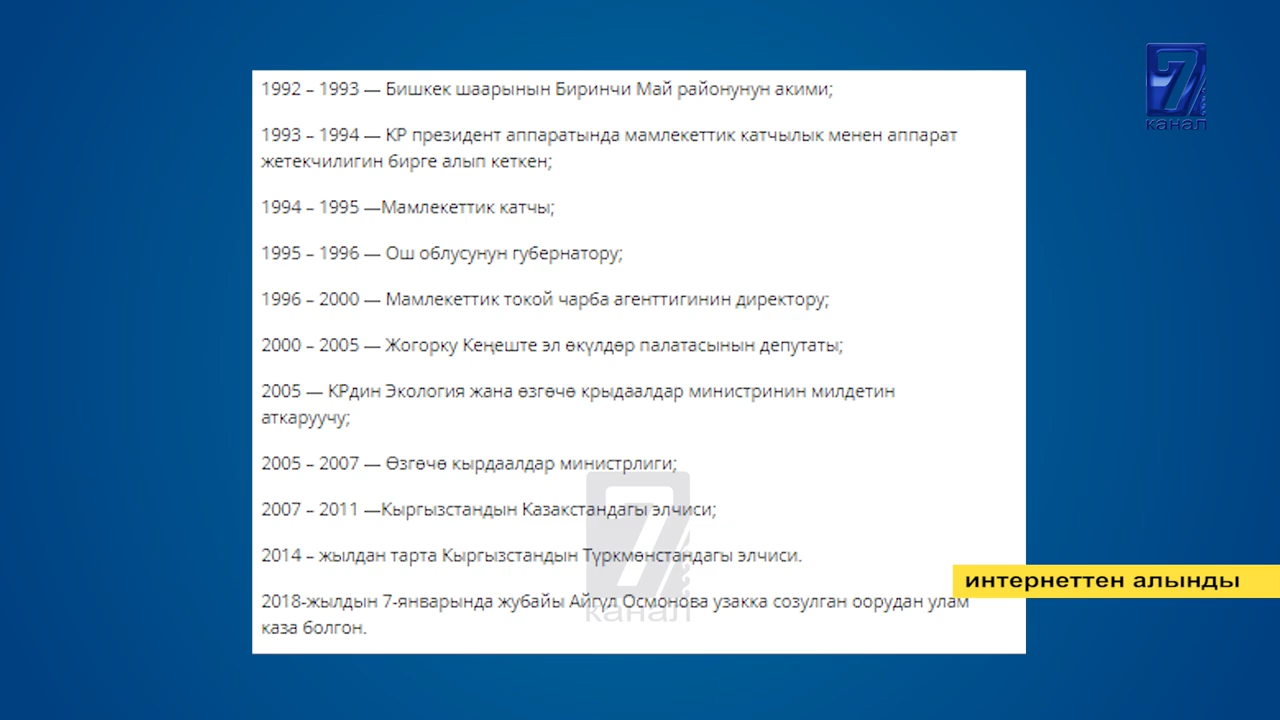 1992 – 1993 — Бишкек шаарынын Биринчи Май районунун акими;
1993 – 1994 — КР президент аппаратында мамлекеттик катчылык менен аппарат
жетекчилигин бирге алып кеткен;
1994 – 1995 —Мамлекеттик катчы;
1995 – 1996 — Ош облусунун губернатору;
1996 – 2000 — Мамлекеттик токой чарба агенттигинин директору;
2000 – 2005 — Жогорку Кеңеште эл өкүлдөр палатасынын депутаты;
2005 — КРдин Экология жана өзгөчө крыдаалдар министринин милдетин
аткаруучу;
2005 – 2007 — Өзгөчө кырдаалдар министрлиги;
2007 – 2011 —Кыргызстандын Казакстандагы элчиси;
2014 – жылдан тарта Кыргызстандын Түркмөнстандагы элчиси.
2018-жылдын 7-январында жубайы Айгүл Осмонова узакка созулган оорудан улам
каза болгон.
7
канал
7
канал
интернеттен алынды